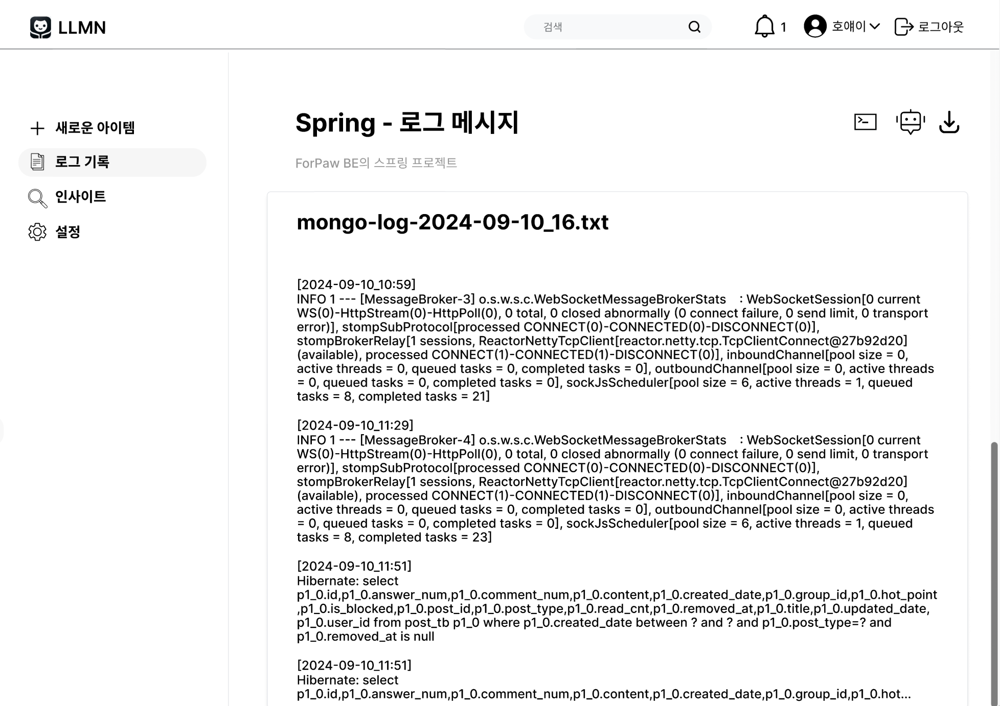 LLMN
검색
1
호얘이
로그아웃
새로운 아이템
로그 기록
인사이트
설정
Spring - 로그 메시지
ForPaw BE의 스프링 프로젝트
mongo-log-2024-09-10_16.txt
[2024-09-10_10:59]
INFO 1 --- [MessageBroker-3] o.s.w.s.c.WebSocketMessageBrokerStats : WebSocketSession[0 current
WS(0)-HttpStream(0)-HttpPoll(0), 0 total, 0 closed abnormally (0 connect failure, 0 send limit, 0 transport
error)], stompSubProtocol[processed CONNECT(0)-CONNECTED(0)-DISCONNECT(0)],
stompBrokerRelay[1 sessions, ReactorNettyTcpClient[reactor.netty.tcp.TcpClientConnect@27b92d20]
(available), processed CONNECT(1)-CONNECTED(1)-DISCONNECT(0)], inboundChannel[pool size = 0,
active threads = 0, queued tasks = 0, completed tasks = 0], outboundChannel[pool size = 0, active threads
= 0, queued tasks = 0, completed tasks = 0], sockJsScheduler[pool size = 6, active threads = 1, queued
tasks = 8, completed tasks = 21]
[2024-09-10_11:29]
INFO 1 --- [MessageBroker-4] o.s.w.s.c.WebSocketMessageBrokerStats : WebSocketSession[0 current
WS(0)-HttpStream(0)-HttpPoll(0), 0 total, 0 closed abnormally (0 connect failure, 0 send limit, 0 transport
error)], stompSubProtocol[processed CONNECT(0)-CONNECTED(0)-DISCONNECT(0)],
stompBrokerRelay[1 sessions, ReactorNettyTcpClient[reactor.netty.tcp.TcpClientConnect@27b92d20]
(available), processed CONNECT(1)-CONNECTED(1)-DISCONNECT(0)], inboundChannel[pool size = 0,
active threads = 0, queued tasks = 0, completed tasks = 0], outboundChannel[pool size = 0, active threads
= 0, queued tasks = 0, completed tasks = 0], sockJsScheduler[pool size = 6, active threads = 1, queued
tasks = 8, completed tasks = 23]
[2024-09-10_11:51]
Hibernate: select
p1_0.id,p1_0.answer_num,p1_0.comment_num,p1_0.content,p1_0.created_date,p1_0.group_id,p1_0.hot_point
,p1_0.is_blocked,p1_0.post_id,p1_0.post_type,p1_0.read_cnt,p1_0.removed_at,p1_0.title,p1_0.updated_date,
p1_0.user_id from post_tb p1_0 where p1_0.created_date between ? and ? and p1_0.post_type=? and
p1_0.removed_at is null
[2024-09-10_11:51]
Hibernate: select
p1_0.id,p1_0.answer_num,p1_0.comment_num,p1_0.content,p1_0.created_date,p1_0.group_id,p1_0.hot...